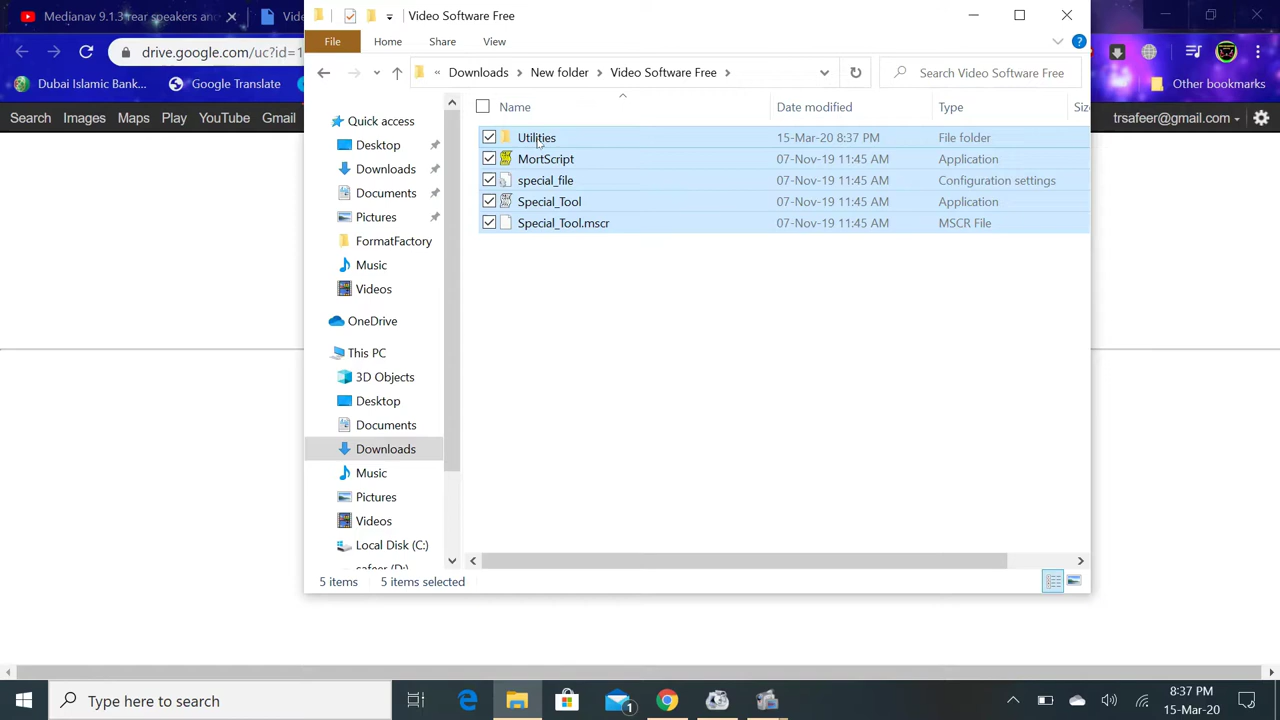 Medianav 9.1.3 rear speakers and
Vide
Video Software Free
File
Home
Share
View
drive.google.com/uc?id=1
« Downloads > New folder > Video Software Free >
Search Video Software Free
Dubai Islamic Bank...
Google Translate
Other bookmarks
Search Images Maps Play YouTube Gmail
trsafeer@gmail.com
Name
Date modified
Type
Siz
Quick access
Desktop
Downloads
Documents
Pictures
FormatFactory
Music
Videos
OneDrive
This PC
3D Objects
Desktop
Documents
Downloads
Music
Pictures
Videos
Local Disk (C:)
safeer (D:)
Utilities 15-Mar-20 8:37 PM File folder
MortScript 07-Nov-19 11:45 AM Application
special_file 07-Nov-19 11:45 AM Configuration settings
Special_Tool 07-Nov-19 11:45 AM Application
Special_Tool.mscr 07-Nov-19 11:45 AM MSCR File
5 items 5 items selected
Type here to search
1
8:37 PM
15-Mar-20